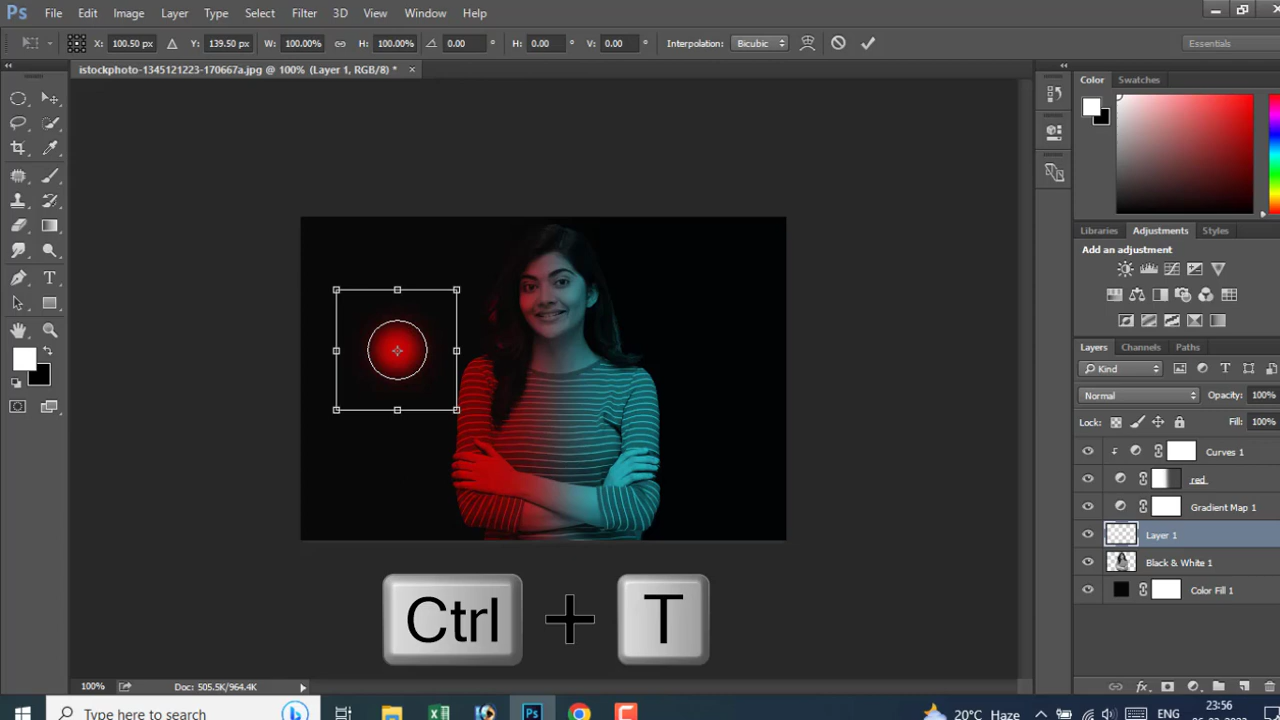 Ps File Edit Image Layer Type Select Filter 3D View Window Help
X: 100.50 px Y: 139.50 px W: 100.00% H: 100.00% 0.00 ° H: 0.00 ° V: 0.00 ° Interpolation: Bicubic Essentials
istockphoto-1345121223-170667a.jpg @ 100% (Layer 1, RGB/8) * ×
Color Swatches
Libraries Adjustments Styles
Add an adjustment
Layers Channels Paths
Kind
Normal Opacity: 100%
Lock: Fill: 100%
Curves 1
red
Gradient Map 1
Layer 1
Black & White 1
Color Fill 1
Ctrl + T
100% Doc: 505.5K/964.4K
Type here to search
20°C Haze ENG 23:56